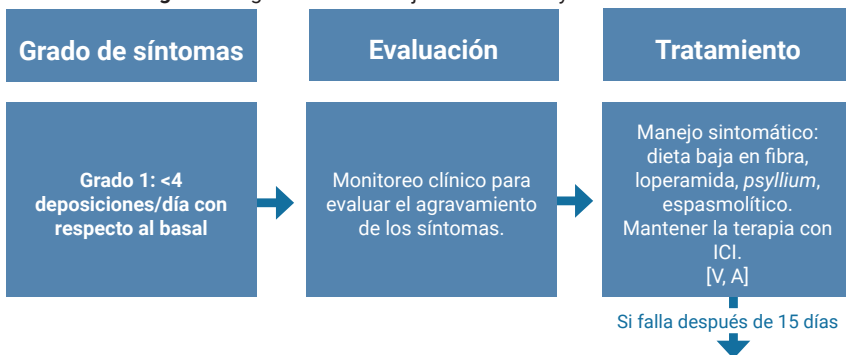 Grado de síntomas
Evaluación
Tratamiento
Grado 1: <4
deposiciones/día con
respecto al basal
Monitoreo clínico para
evaluar el agravamiento
de los síntomas.
Manejo sintomático:
dieta baja en fibra,
loperamida, psyllium,
espasmolítico.
Mantener la terapia con
ICI.
[V, A]
Si falla después de 15 días